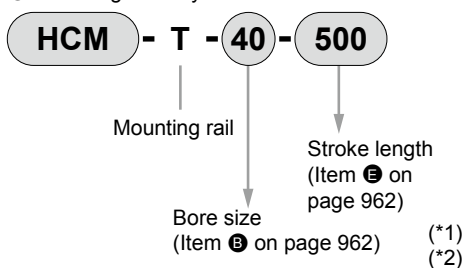 HCM - T - 40 - 500
Mounting rail
Stroke length
(Item E on
page 962)
Bore size
(Item B on page 962)
(*1)
(*2)